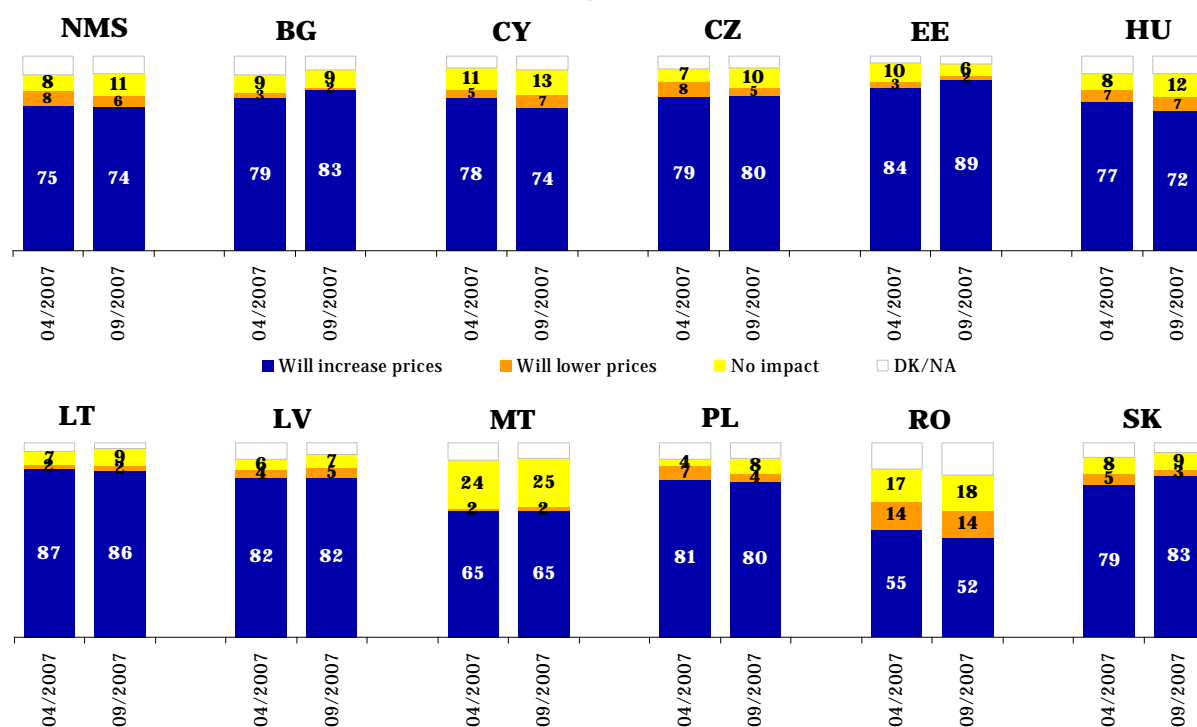 NMS BG CY CZ EE HU
8 11 9 9 11 13 7 10 10 6 8 12
8 6 3 2 5 7 8 5 3 2 7 7
75 74 79 83 78 74 79 80 84 89 77 72
04/2007 09/2007 04/2007 09/2007 04/2007 09/2007 04/2007 09/2007 04/2007 09/2007 04/2007 09/2007
Will increase prices Will lower prices No impact DK/NA
LT LV MT PL RO SK
7 9 6 7 24 25 4 8 17 18 8 9
2 2 4 5 2 2 7 4 14 14 5 3
87 86 82 82 65 65 81 80 55 52 79 83
04/2007 09/2007 04/2007 09/2007 04/2007 09/2007 04/2007 09/2007 04/2007 09/2007 04/2007 09/2007